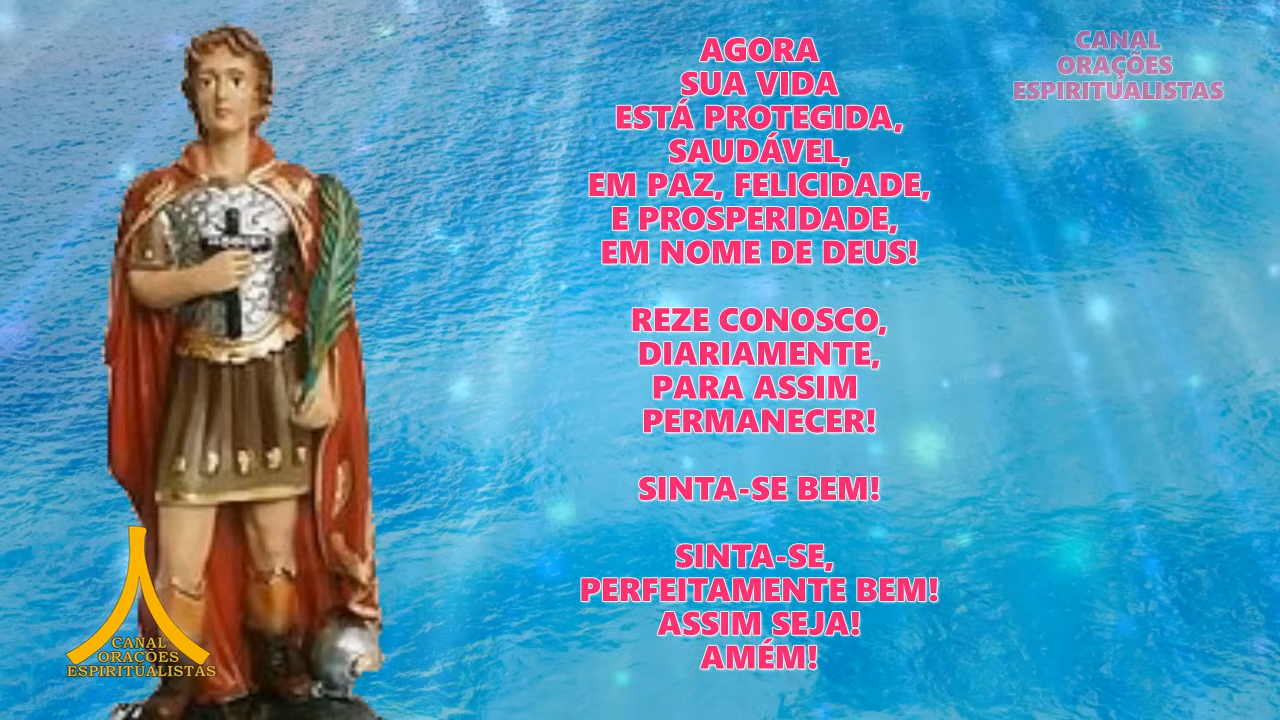 AGORA
SUA VIDA
ESTÁ PROTEGIDA,
SAUDÁVEL,
EM PAZ, FELICIDADE,
E PROSPERIDADE,
EM NOME DE DEUS!
REZE CONOSCO,
DIARIAMENTE,
PARA ASSIM
PERMANECER!
SINTA-SE BEM!
SINTA-SE,
PERFEITAMENTE BEM!
ASSIM SEJA!
AMÉM!
CANAL
ORAÇÕES
ESPIRITUALISTAS
CANAL
ORAÇÕES
ESPIRITUALISTAS